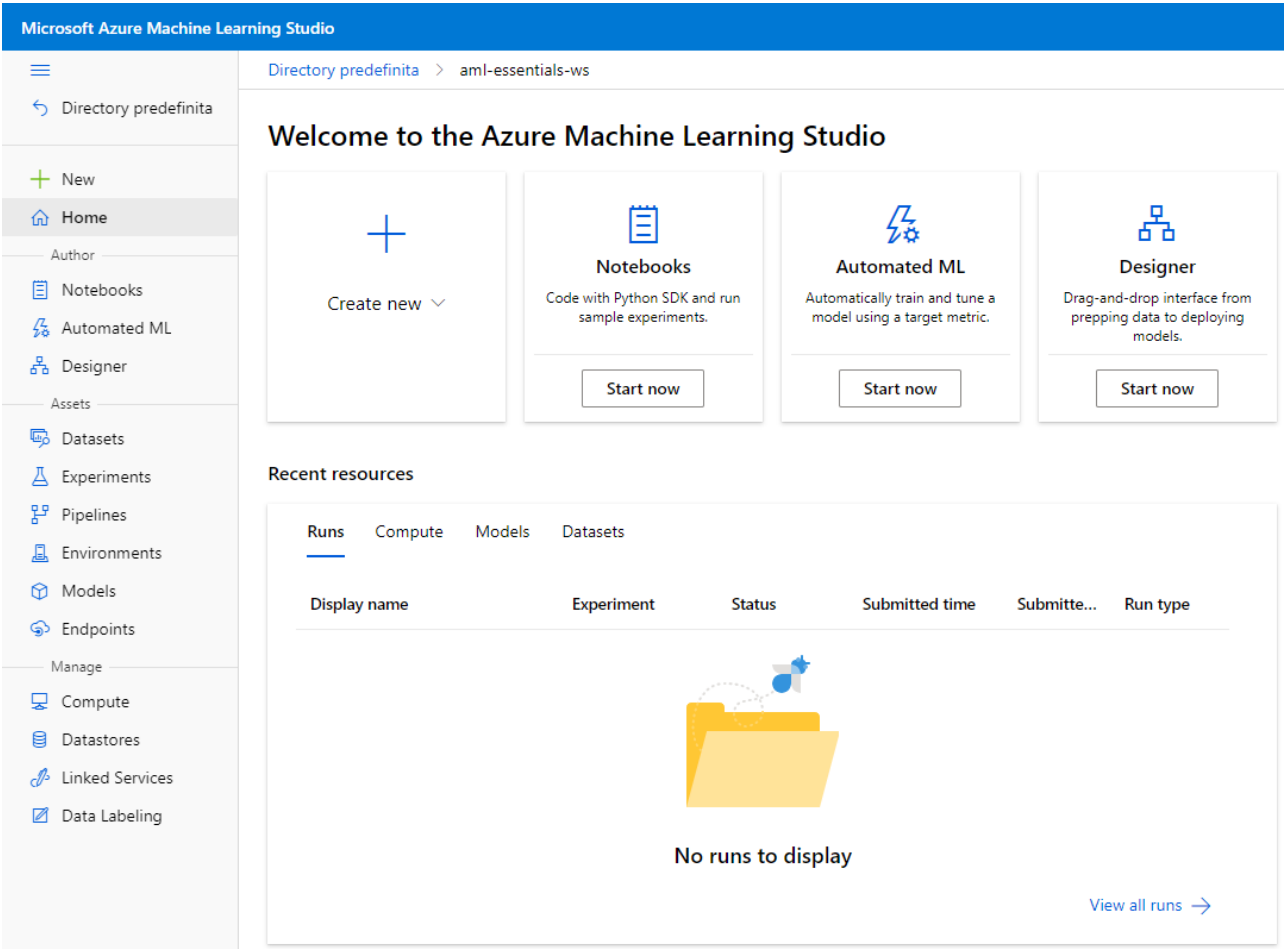 Microsoft Azure Machine Learning Studio
Directory predefinita
New
Home
Author
Notebooks
Automated ML
Designer
Assets
Datasets
Experiments
Pipelines
Environments
Models
Endpoints
Manage
Compute
Datastores
Linked Services
Data Labeling
Directory predefinita > aml-essentials-ws
Welcome to the Azure Machine Learning Studio
Create new
Notebooks
Code with Python SDK and run
sample experiments.
Start now
Automated ML
Automatically train and tune a
model using a target metric.
Start now
Designer
Drag-and-drop interface from
prepping data to deploying
models.
Start now
Recent resources
Runs Compute Models Datasets
Display name Experiment Status Submitted time Submitte... Run type
No runs to display
View all runs